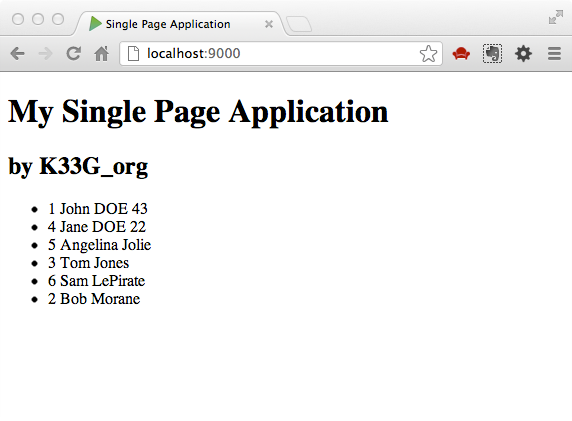 Single Page Application
localhost:9000
My Single Page Application
by K33G_org
1 John DOE 43
4 Jane DOE 22
5 Angelina Jolie
3 Tom Jones
6 Sam LePirate
2 Bob Morane